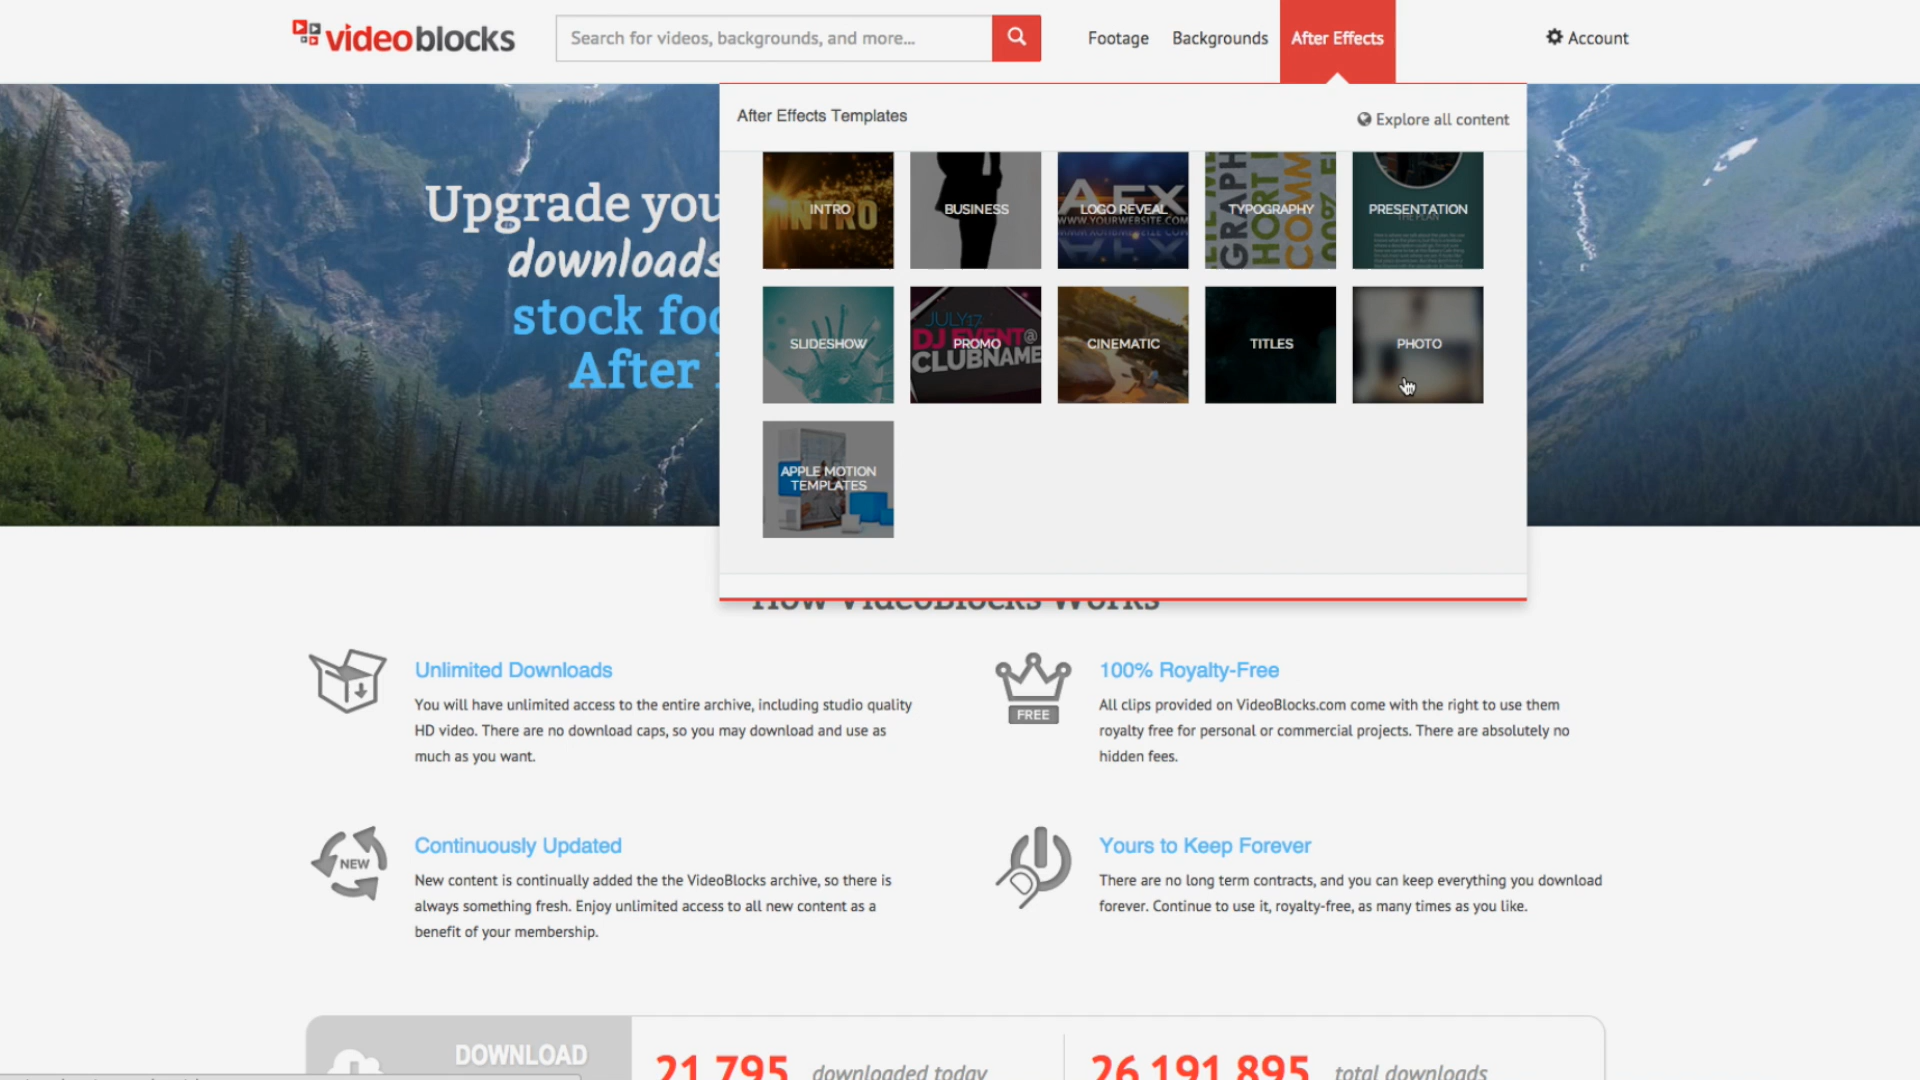 videoblocks
Search for videos, backgrounds, and more...
Footage
Backgrounds
After Effects
Account
After Effects Templates
Explore all content
Upgrade you
downloads
stock foo
After
INTRO
BUSINESS
LOGO REVEAL
TYPOGRAPHY
PRESENTATION
SLIDESHOW
PROMO
CINEMATIC
TITLES
PHOTO
APPLE MOTION
TEMPLATES
How VideoBlocks Works
Unlimited Downloads
You will have unlimited access to the entire archive, including studio quality
HD video. There are no download caps, so you may download and use as
much as you want.
FREE
100% Royalty-Free
All clips provided on VideoBlocks.com come with the right to use them
royalty free for personal or commercial projects. There are absolutely no
hidden fees.
NEW
Continuously Updated
New content is continually added the the VideoBlocks archive, so there is
always something fresh. Enjoy unlimited access to all new content as a
benefit of your membership.
Yours to Keep Forever
There are no long term contracts, and you can keep everything you download
forever. Continue to use it, royalty-free, as many times as you like.
DOWNLOAD
21,795 downloaded today
26,191,895 total downloads